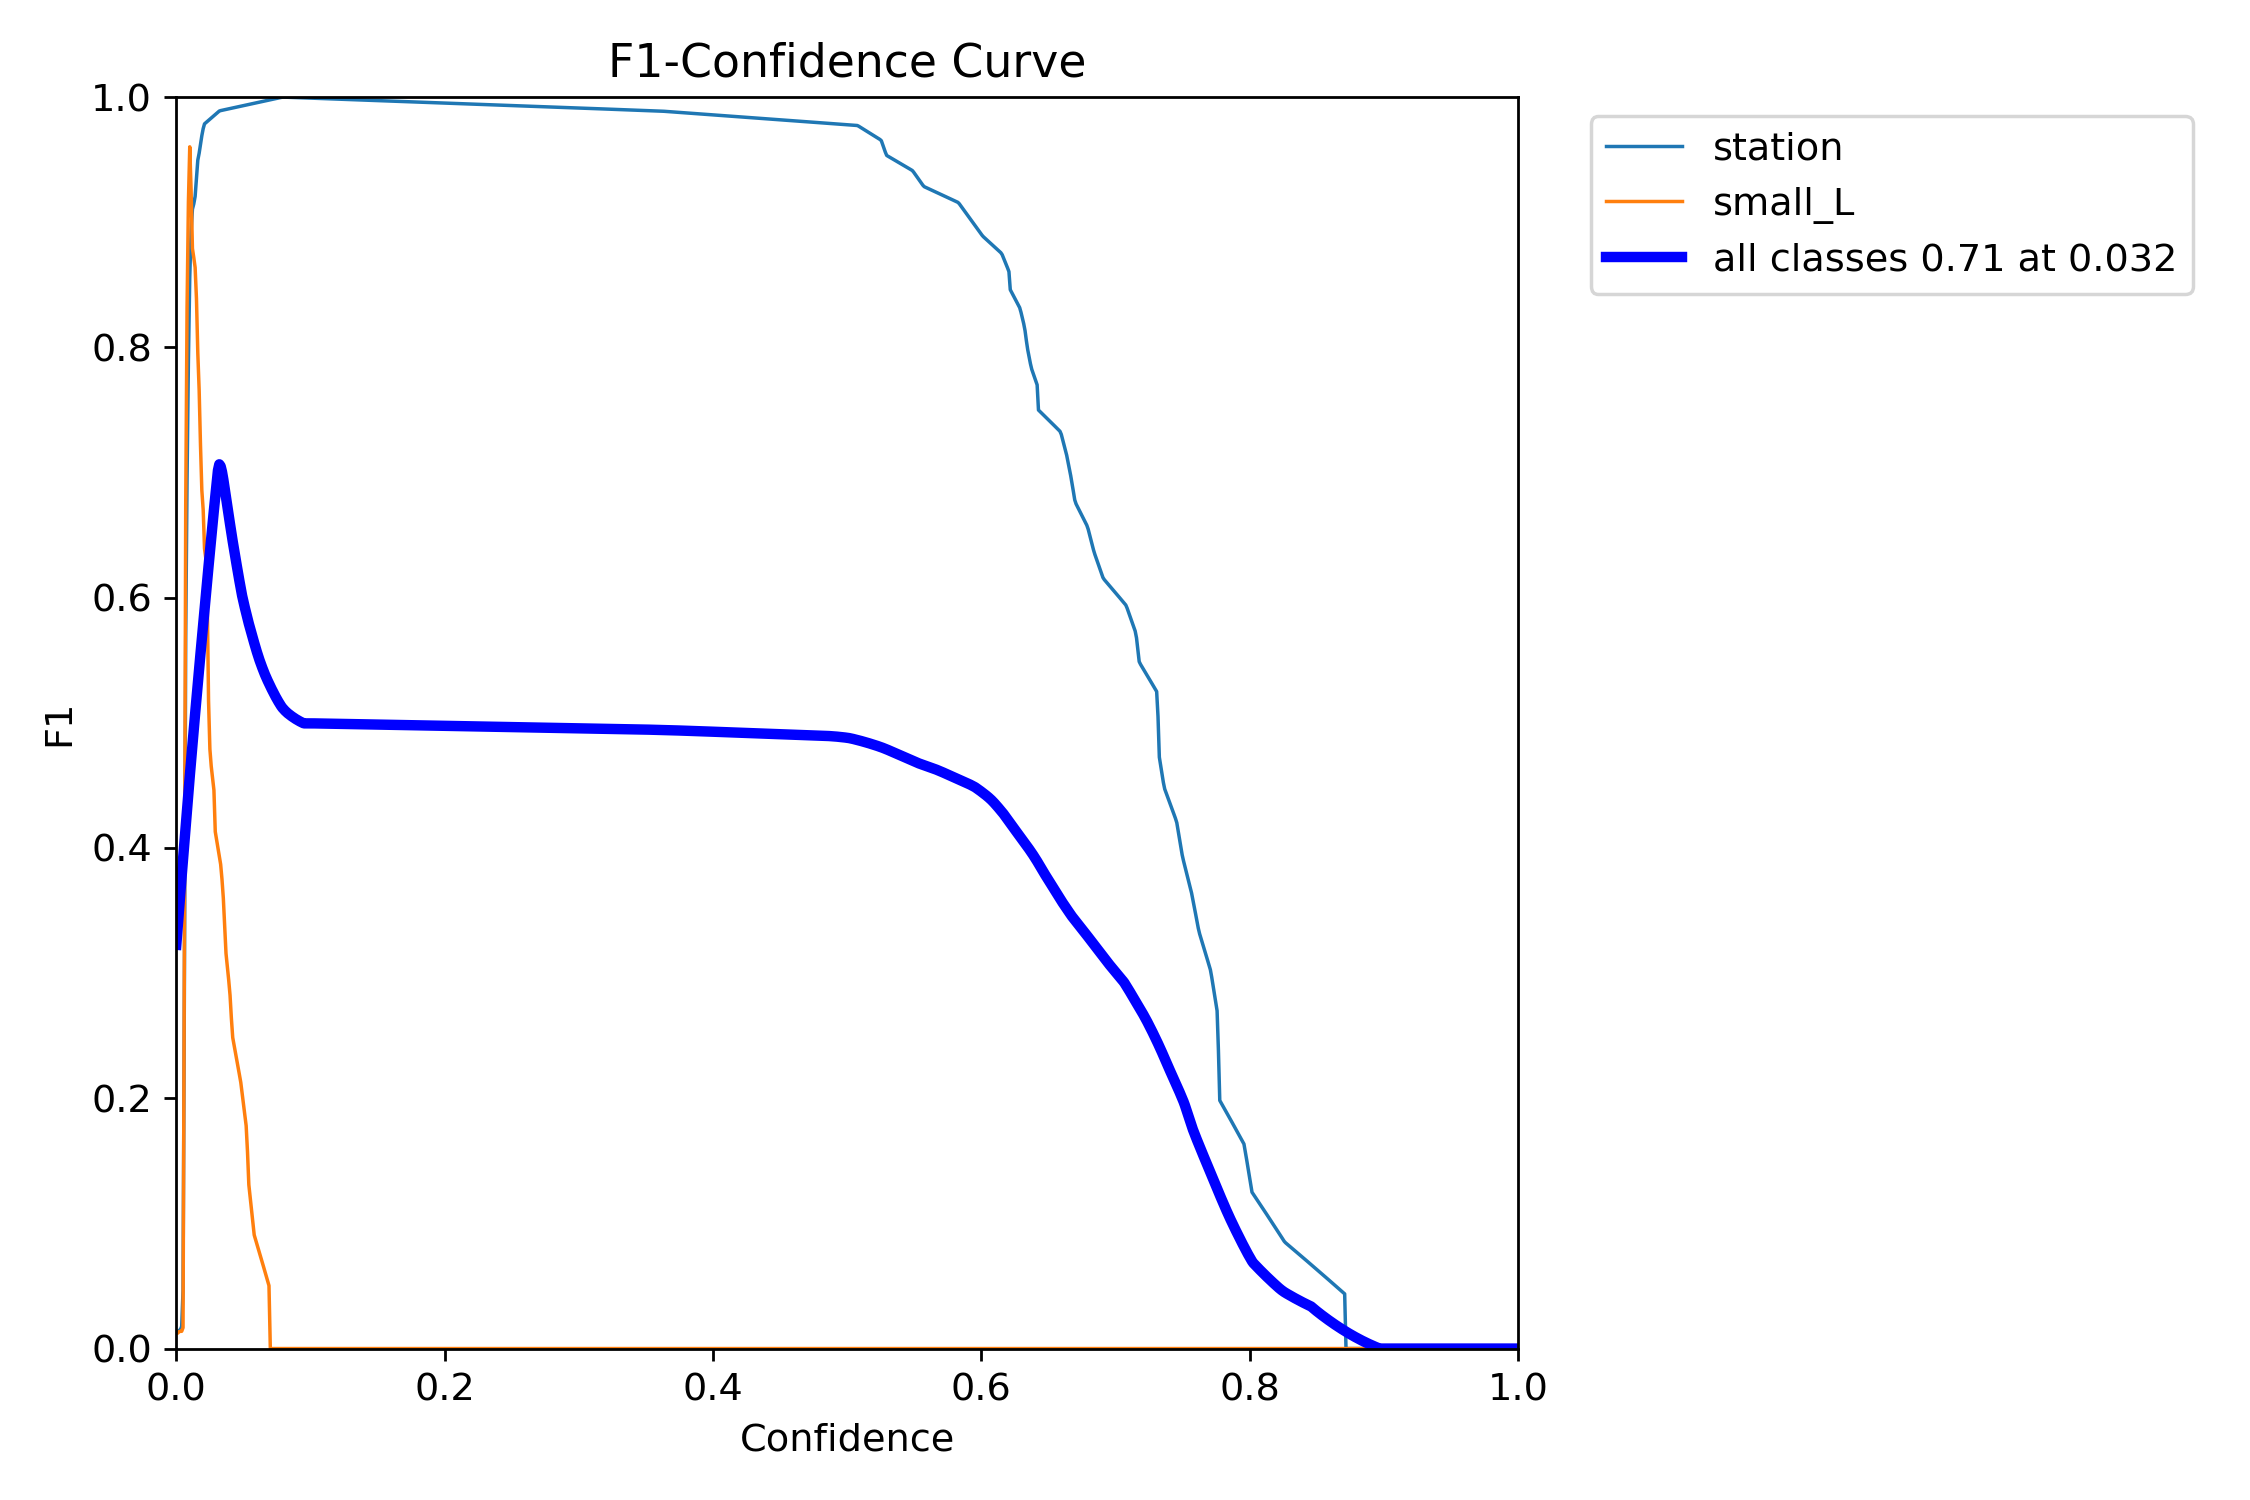 F1-Confidence Curve
station
small_L
all classes 0.71 at 0.032
1.0
0.8
0.6
0.4
0.2
0.0
F1
0.0 0.2 0.4 0.6 0.8 1.0
Confidence